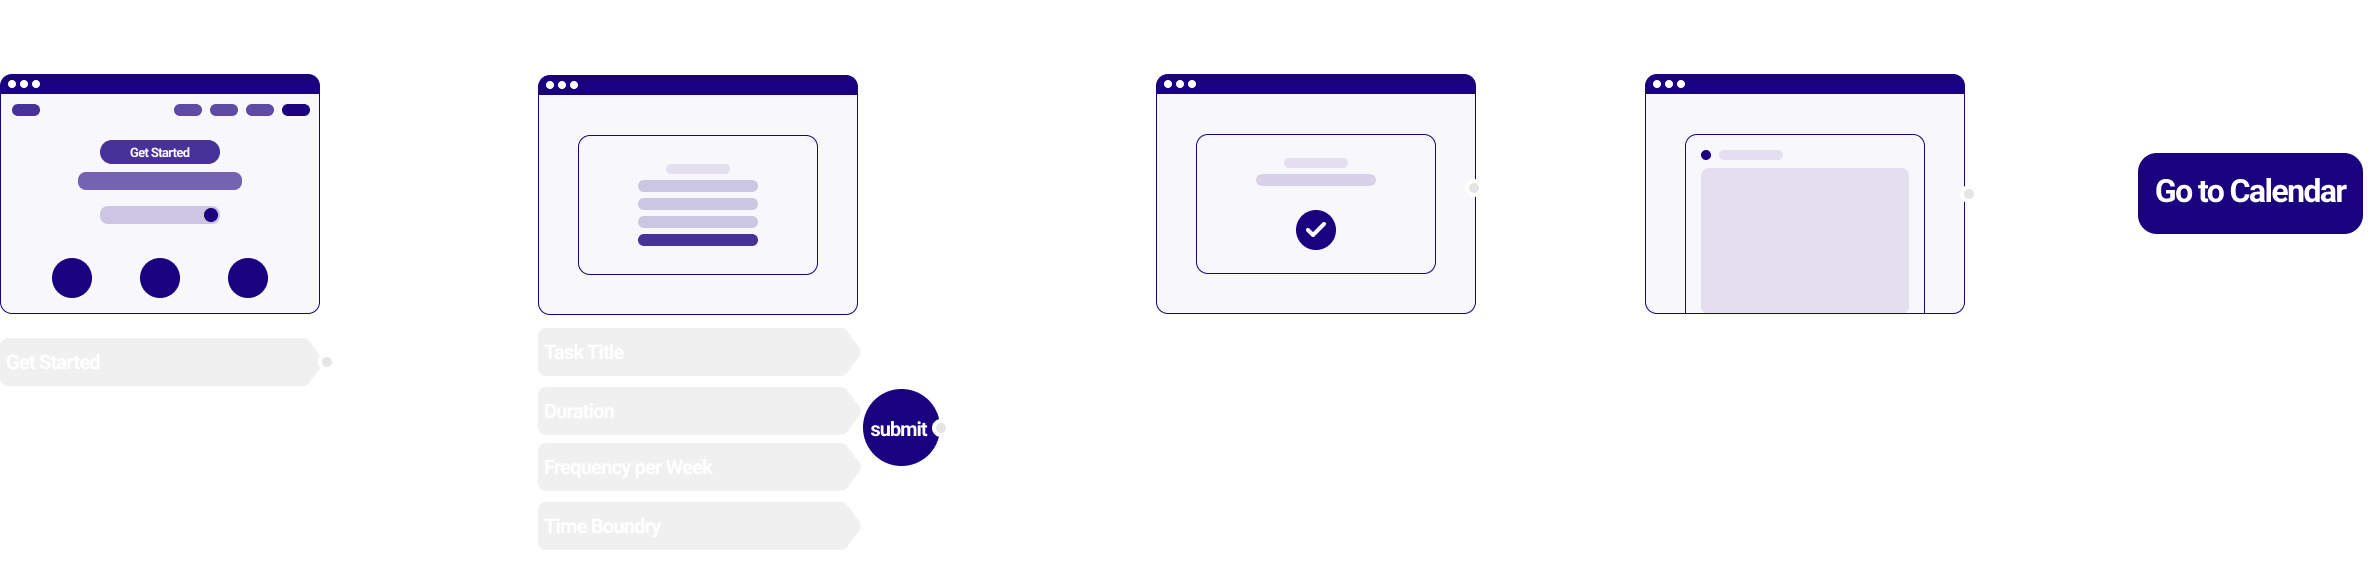 Get Started
Get Started
Task Title
Duration
Frequency per Week
Time Boundry
submit
Go to Calendar